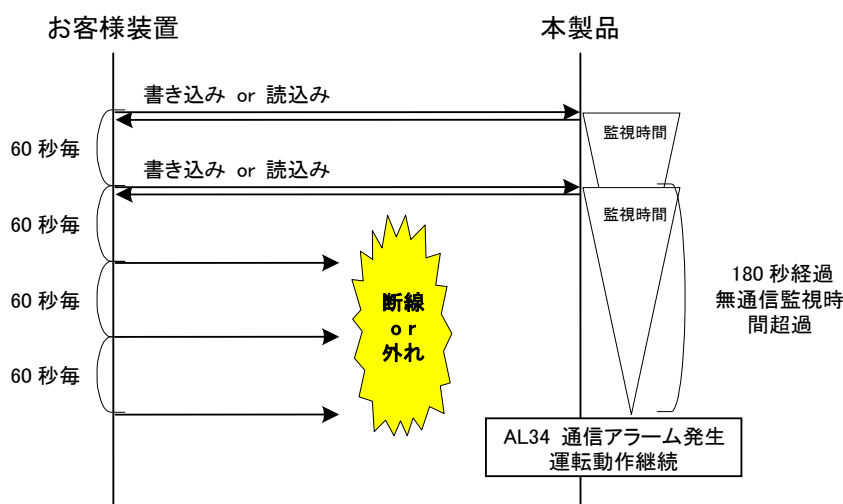 お客様装置
本製品
書き込み or 読込み
監視時間
60 秒毎
書き込み or 読込み
監視時間
60 秒毎
180 秒経過
無通信監視時
間超過
断線
or
外れ
60 秒毎
60 秒毎
AL34 通信アラーム発生
運転動作継続